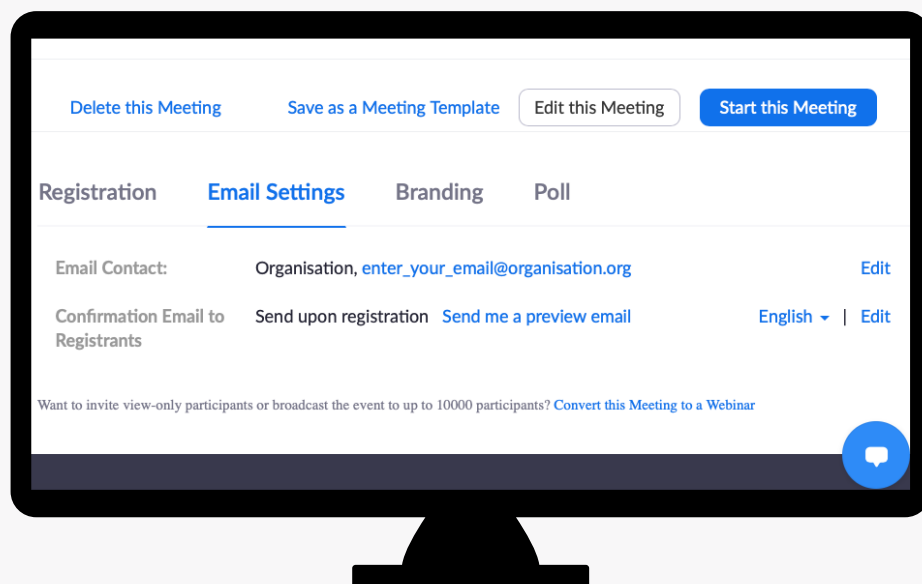 Delete this Meeting Save as a Meeting Template Edit this Meeting Start this Meeting
Registration Email Settings Branding Poll
Email Contact: Organisation, enter_your_email@organisation.org Edit
Confirmation Email to Send upon registration Send me a preview email English | Edit
Registrants
Want to invite view-only participants or broadcast the event to up to 10000 participants? Convert this Meeting to a Webinar